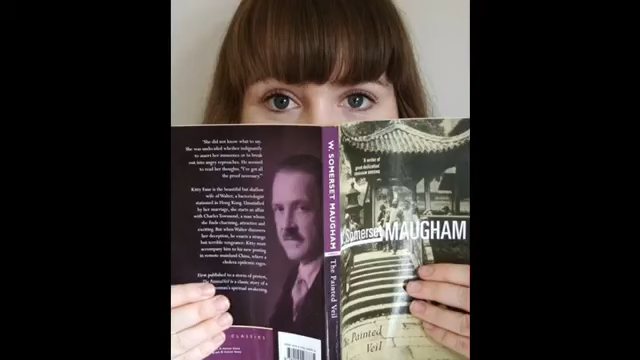 "She did not know what to say.
She was undecided whether indignantly
to assert her innocence or to break
out into angry reproaches. He seemed
to read her thoughts. "I've got all
the proof necessary."
Kitty Fane is the beautiful but shallow
wife of Walter, a bacteriologist
stationed in Hong Kong. Unsatisfied
by her marriage, she starts an affair
with Charles Townsend, a man whom
she finds charming, attractive and
exciting. But when Walter discovers
her deception, he exacts a strange
but terrible vengeance: Kitty must
accompany him to his new posting
in remote mainland China, where a
cholera epidemic rages.
First published to a storm of protest,
The Painted Veil is a classic story of a
woman's spiritual awakening.
CLASSICS
W. SOMERSET MAUGHAM
The Painted Veil
'A writer of
great dedication'
Somerset MAUGHAM
Painted
Veil